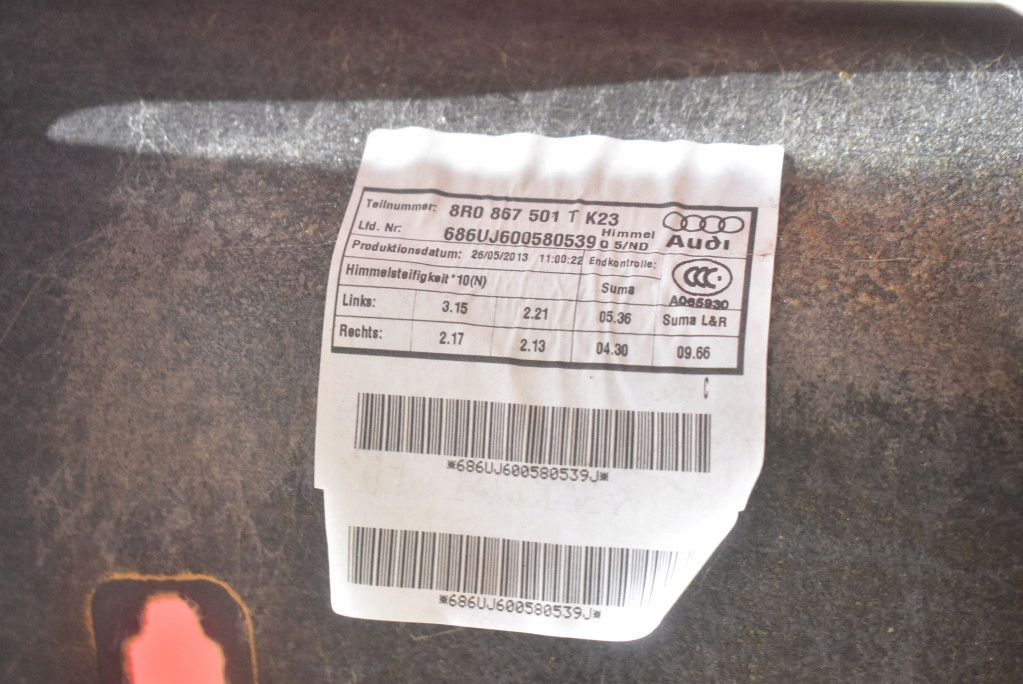 Teilnummer: 8R0 867 501 T K23
Lfd. Nr: 686UJ600580539 Himmel Q 5/ND Audi
Produktionsdatum: 26/05/2013 11:00:22 Endkontrolle: CCC S
Himmelsteifigkeit*10(N) Suma A065930
Links: 3.15 2.21 05.36 Suma L&R
Rechts: 2.17 2.13 04.30 09.66
C
*686UJ600580539J*
*686UJ600580539J*